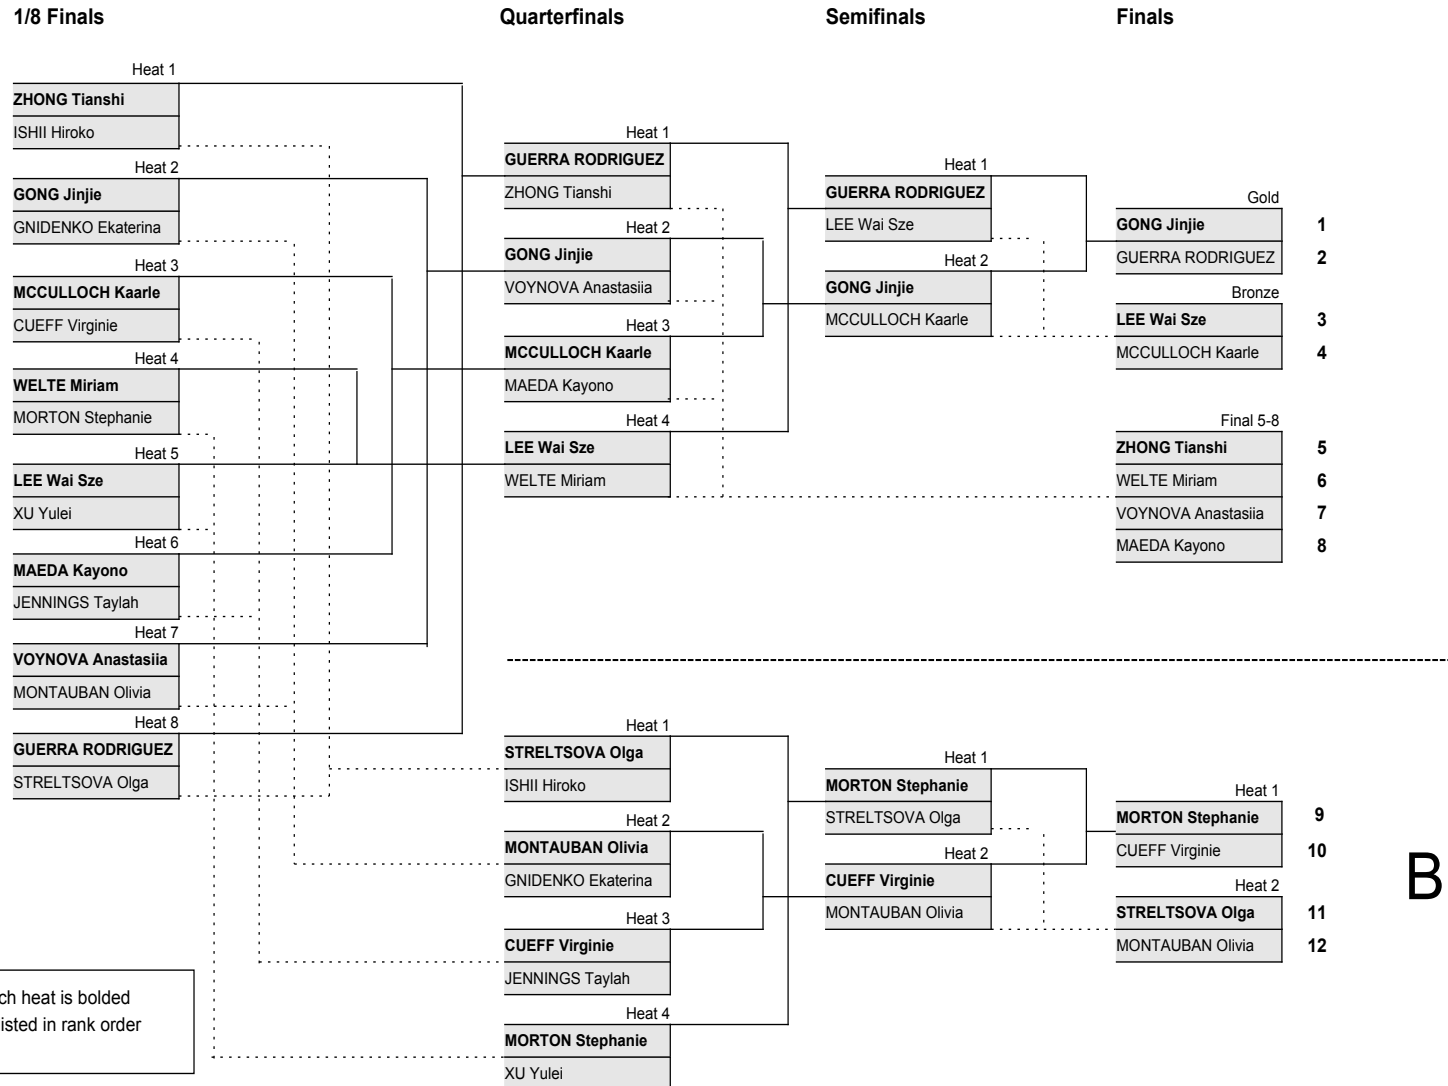 1/8 Finals
Quarterfinals
Semifinals
Finals
Heat 1
ZHONG Tianshi
ISHII Hiroko
Heat 2
GONG Jinjie
GNIDENKO Ekaterina
Heat 3
MCCULLOCH Kaarle
CUEFF Virginie
Heat 4
WELTE Miriam
MORTON Stephanie
Heat 5
LEE Wai Sze
XU Yulei
Heat 6
MAEDA Kayono
JENNINGS Taylah
Heat 7
VOYNOVA Anastasiia
MONTAUBAN Olivia
Heat 8
GUERRA RODRIGUEZ
STRELTSOVA Olga
Heat 1
GUERRA RODRIGUEZ
ZHONG Tianshi
Heat 2
GONG Jinjie
VOYNOVA Anastasiia
Heat 3
MCCULLOCH Kaarle
MAEDA Kayono
Heat 4
LEE Wai Sze
WELTE Miriam
Heat 1
GUERRA RODRIGUEZ
LEE Wai Sze
Heat 2
GONG Jinjie
MCCULLOCH Kaarle
Gold
GONG Jinjie 1
GUERRA RODRIGUEZ 2
Bronze
LEE Wai Sze 3
MCCULLOCH Kaarle 4
Final 5-8
ZHONG Tianshi 5
WELTE Miriam 6
VOYNOVA Anastasiia 7
MAEDA Kayono 8
Heat 1
STRELTSOVA Olga
ISHII Hiroko
Heat 2
MONTAUBAN Olivia
GNIDENKO Ekaterina
Heat 3
CUEFF Virginie
JENNINGS Taylah
Heat 4
MORTON Stephanie
XU Yulei
Heat 1
MORTON Stephanie
STRELTSOVA Olga
Heat 2
CUEFF Virginie
MONTAUBAN Olivia
Heat 1
MORTON Stephanie 9
CUEFF Virginie 10
Heat 2
STRELTSOVA Olga 11
MONTAUBAN Olivia 12
B
ch heat is bolded
isted in rank order